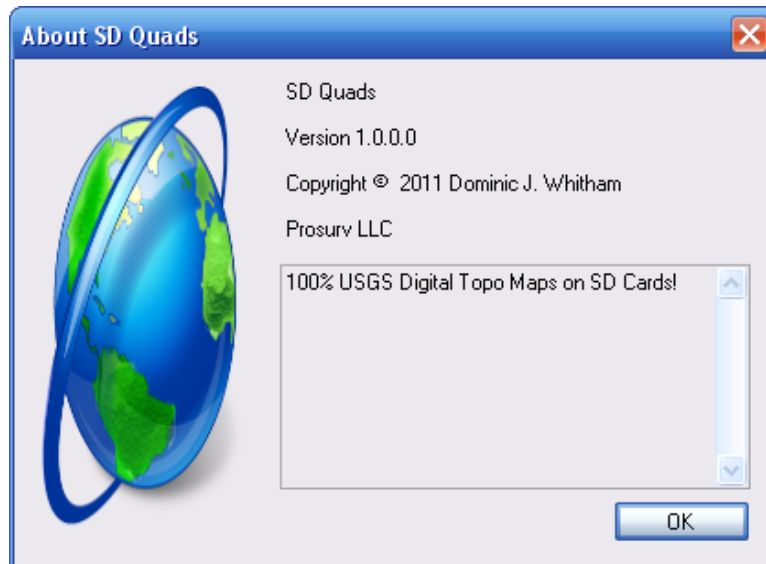 About SD Quads
SD Quads
Version 1.0.0.0
Copyright © 2011 Dominic J. Whitham
Prosurv LLC
100% USGS Digital Topo Maps on SD Cards!
OK